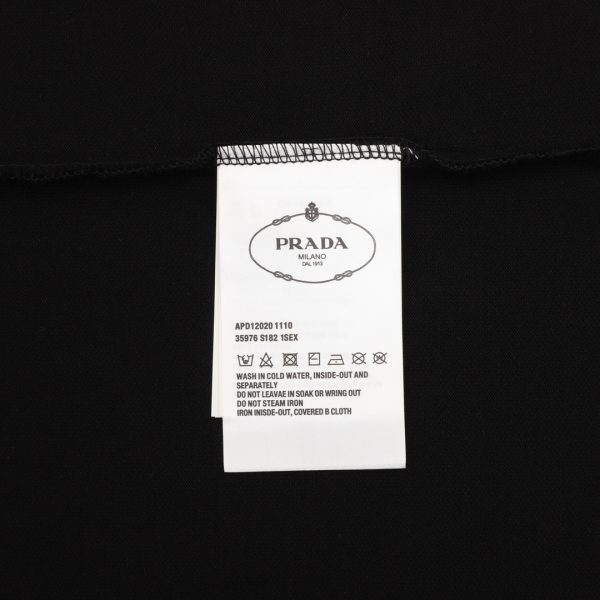 PRADA
MILANO
DAL 1913
APD12020 1110
35976 S182 1SEX
WASH IN COLD WATER, INSIDE-OUT AND
SEPARATELY
DO NOT LEAVAE IN SOAK OR WRING OUT
DO NOT STEAM IRON
IRON INISDE-OUT, COVERED B CLOTH